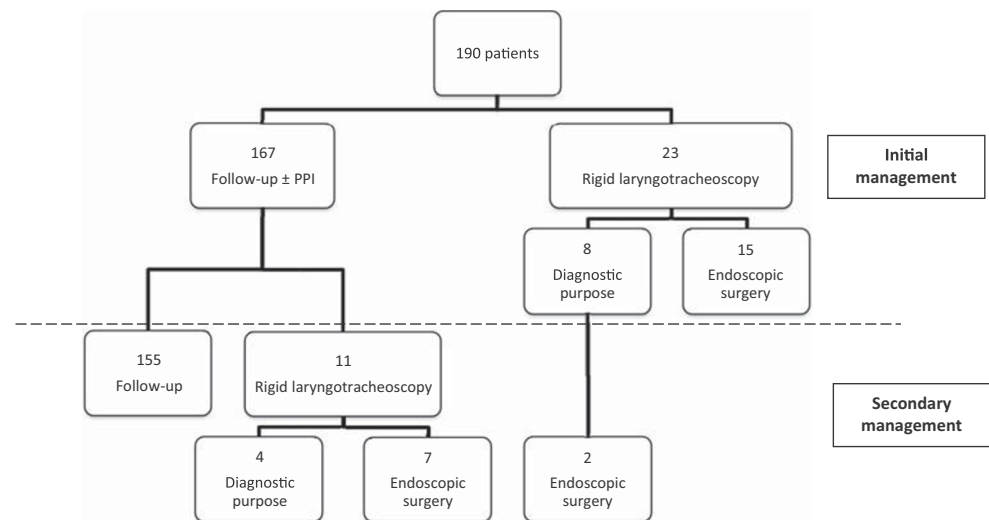 190 patients
167
Follow-up ± PPI
23
Rigid laryngotracheoscopy
Initial
management
8
Diagnostic
purpose
15
Endoscopic
surgery
155
Follow-up
11
Rigid laryngotracheoscopy
Secondary
management
4
Diagnostic
purpose
7
Endoscopic
surgery
2
Endoscopic
surgery